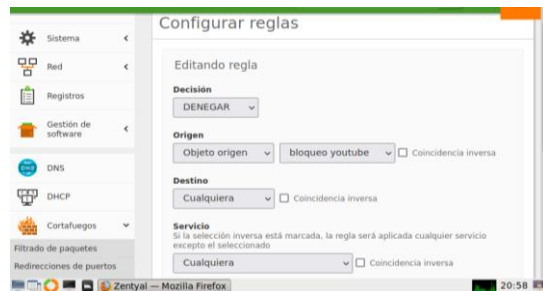 Configurar reglas
Sistema
Red
Registros
Gestión de
software
DNS
DHCP
Cortafuegos
Filtrado de paquetes
Redirecciones de puertos
Editando regla
Decisión
DENEGAR
Origen
Objeto origen bloqueo youtube Coincidencia inversa
Destino
Cualquiera Coincidencia inversa
Servicio
Si la selección inversa está marcada, la regla será aplicada cualquier servicio
excepto el seleccionado
Cualquiera Coincidencia inversa
Zentyal — Mozilla Firefox
20:58